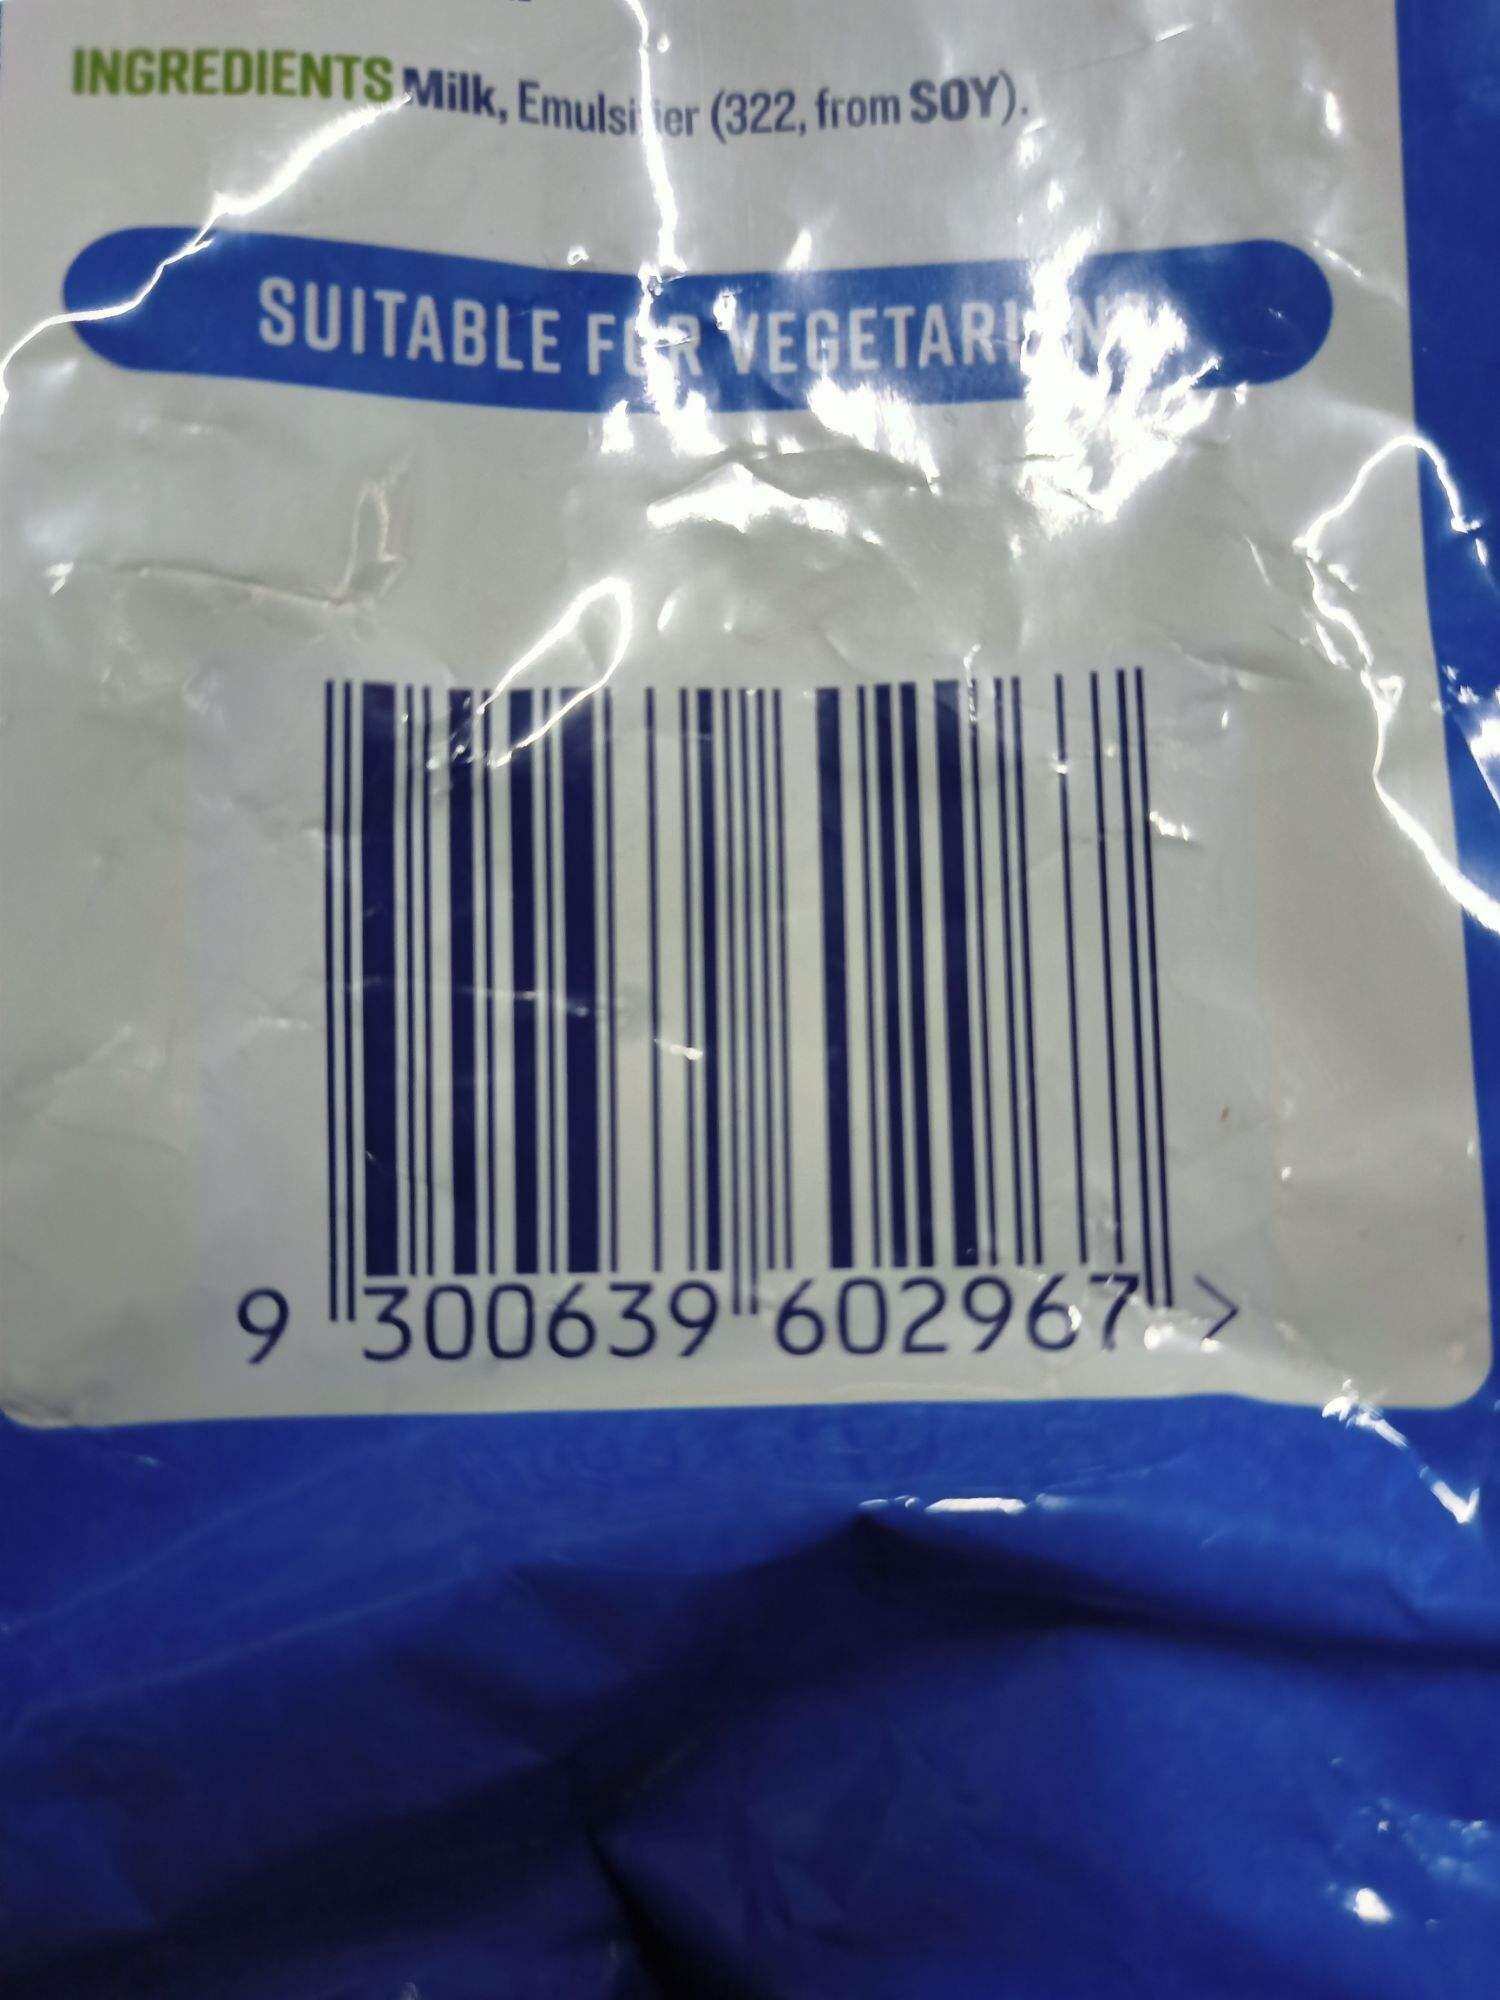 INGREDIENTS Milk, Emulsifier (322, from SOY).
SUITABLE FOR VEGETARIANS
9 300639 602967 >